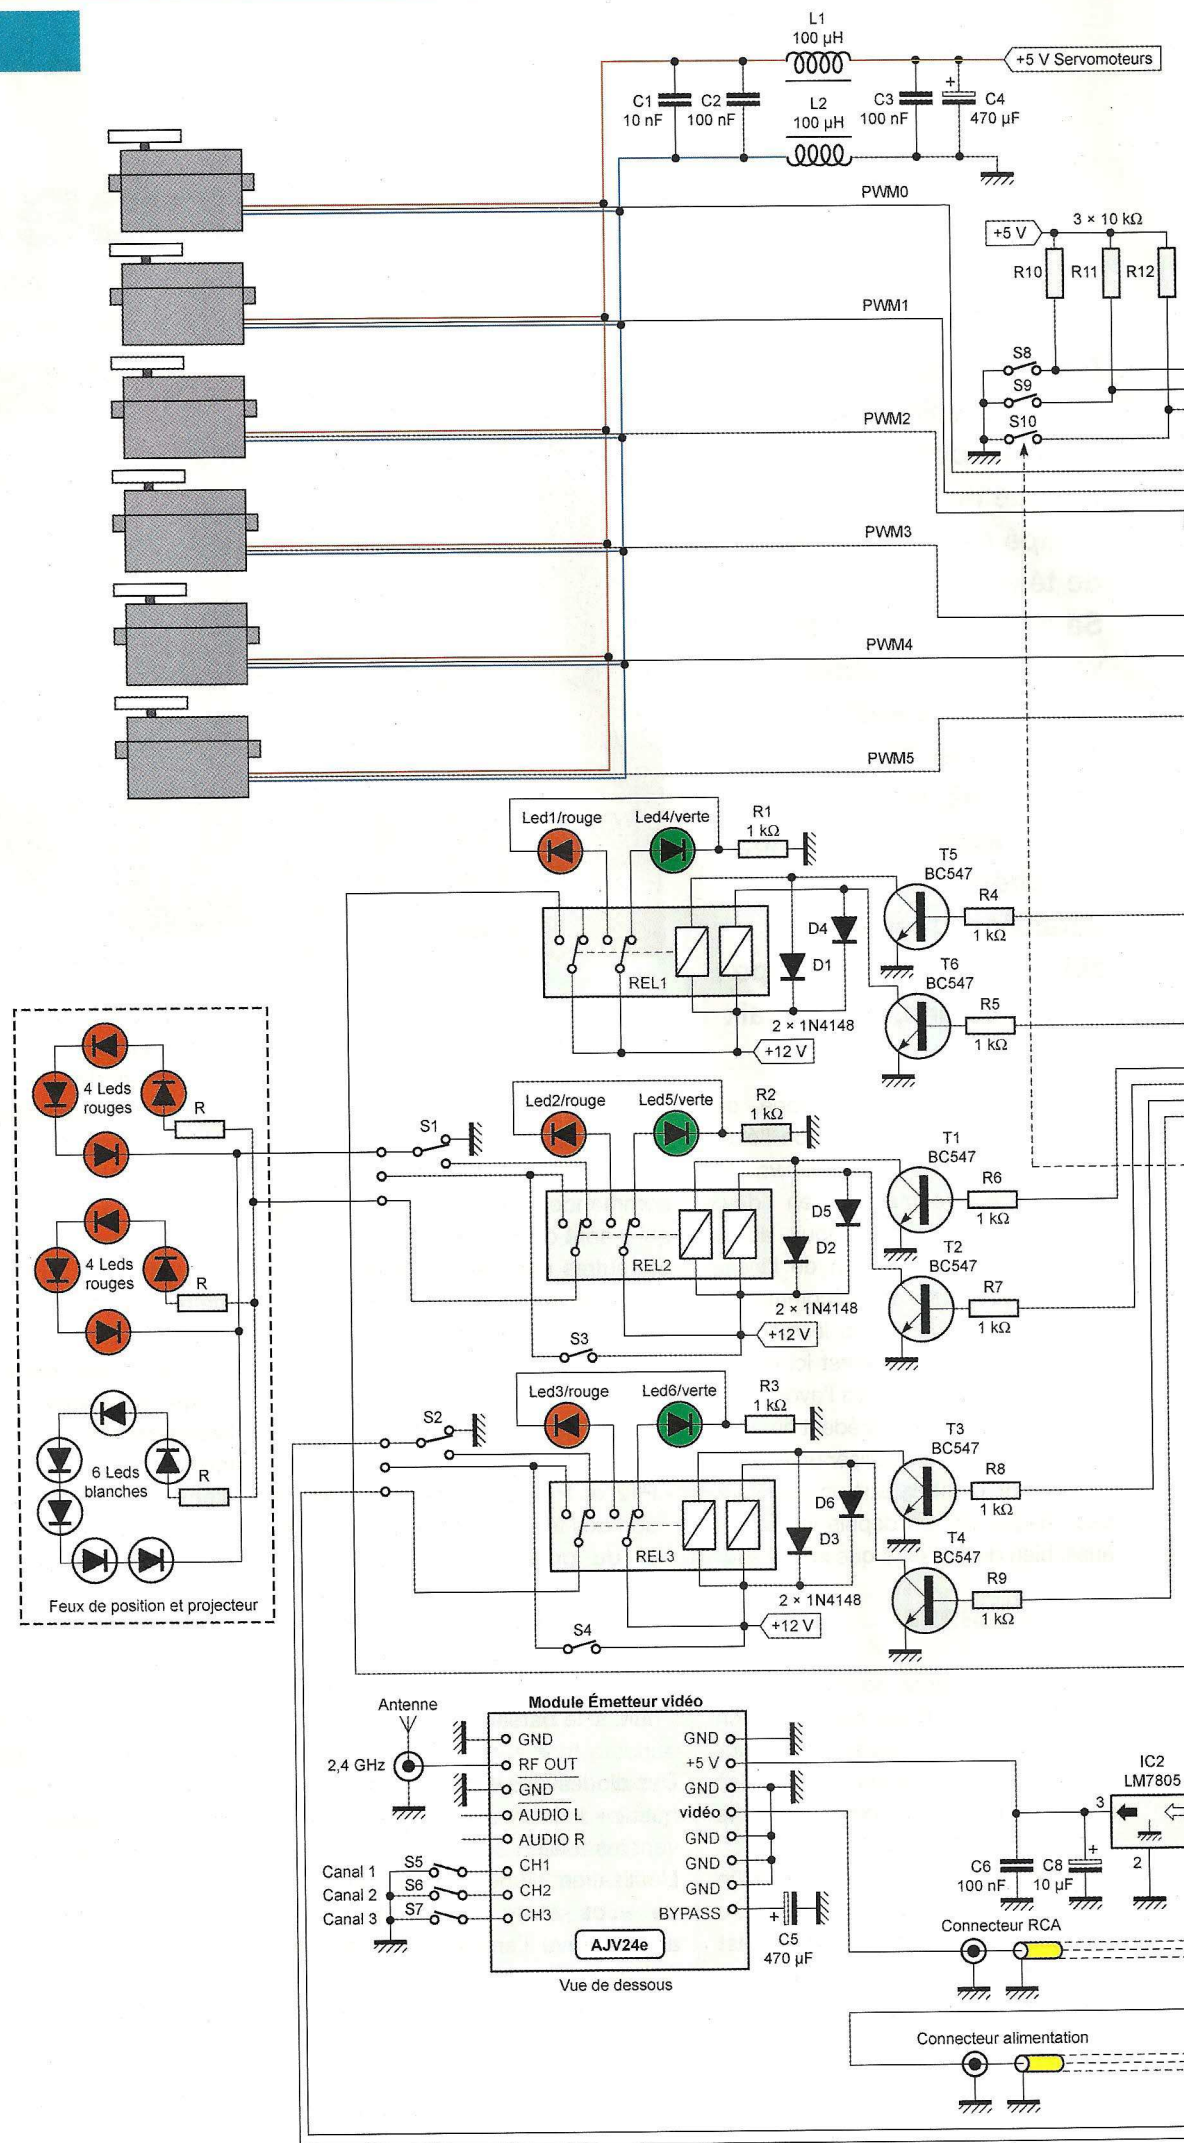 L1
100 µH
+5 V Servomoteurs
C1
10 nF
C2
100 nF
L2
100 µH
C3
100 nF
+
C4
470 µF
PWM0
3 × 10 kΩ
+5 V
R10
R11
R12
PWM1
S8
S9
S10
PWM2
PWM3
PWM4
PWM5
Led1/rouge
Led4/verte
R1
1 kΩ
T5
BC547
R4
1 kΩ
D4
D1
REL1
T6
BC547
R5
1 kΩ
2 × 1N4148
+12 V
4 Leds
rouges
R
Led2/rouge
Led5/verte
R2
1 kΩ
S1
T1
BC547
R6
1 kΩ
D5
D2
REL2
T2
BC547
R7
1 kΩ
2 × 1N4148
+12 V
S3
4 Leds
rouges
R
Led3/rouge
Led6/verte
R3
1 kΩ
S2
T3
BC547
R8
1 kΩ
6 Leds
blanches
R
D6
D3
REL3
T4
BC547
R9
1 kΩ
2 × 1N4148
+12 V
S4
Feux de position et projecteur
Antenne
Module Émetteur vidéo
2,4 GHz
GND
RF OUT
GND
AUDIO L
AUDIO R
CH1
CH2
CH3
GND
+5 V
GND
vidéo
GND
GND
GND
BYPASS
Canal 1
Canal 2
Canal 3
S5
S6
S7
AJV24e
Vue de dessous
+
C5
470 µF
IC2
LM7805
3
2
C6
100 nF
+
C8
10 µF
Connecteur RCA
Connecteur alimentation